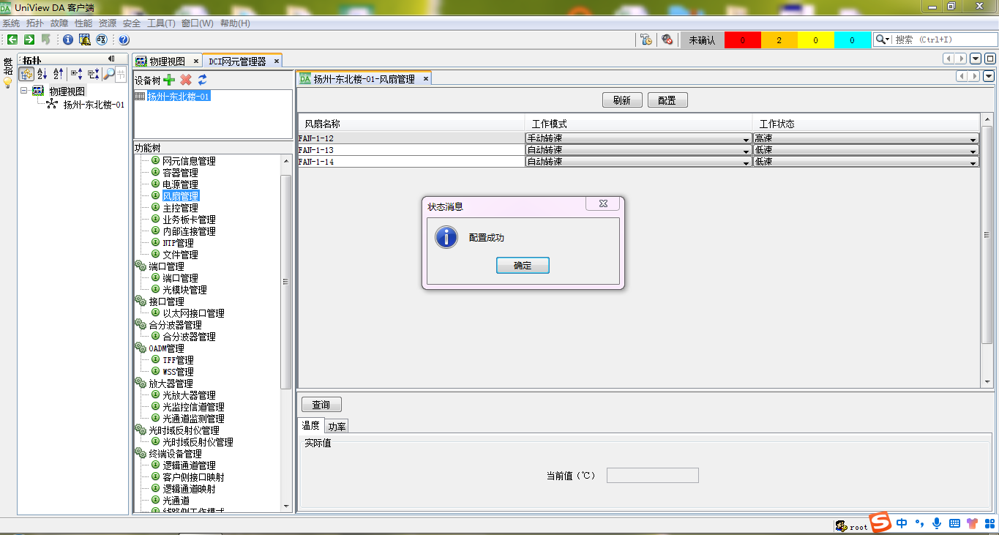 UniView DA 客户端
系统 拓扑 故障 性能 资源 安全 工具(T) 窗口(W) 帮助(H)
未确认 0 2 0 0 搜索 (Ctrl+I)
拓扑
物理视图 DCI网元管理器
设备树
物理视图
扬州-东北楼-01
扬州-东北楼-01
功能树
网元信息管理
容器管理
电源管理
风扇管理
主控管理
业务板卡管理
内部连接管理
NTP管理
文件管理
端口管理
端口管理
光模块管理
接口管理
以太网接口管理
合分波器管理
合分波器管理
OADM管理
TFF管理
WSS管理
放大器管理
光放大器管理
光监控信道管理
光通道监测管理
光时域反射仪管理
光时域反射仪管理
终端设备管理
逻辑通道管理
客户侧接口映射
逻辑通道映射
光通道
线路侧工作模式
DA 扬州-东北楼-01-风扇管理
刷新 配置
风扇名称 工作模式 工作状态
FAN-1-12 手动转速 高速
FAN-1-13 自动转速 低速
FAN-1-14 自动转速 低速
状态消息
配置成功
确定
查询
温度 功率
实际值
当前值（℃）
root 中